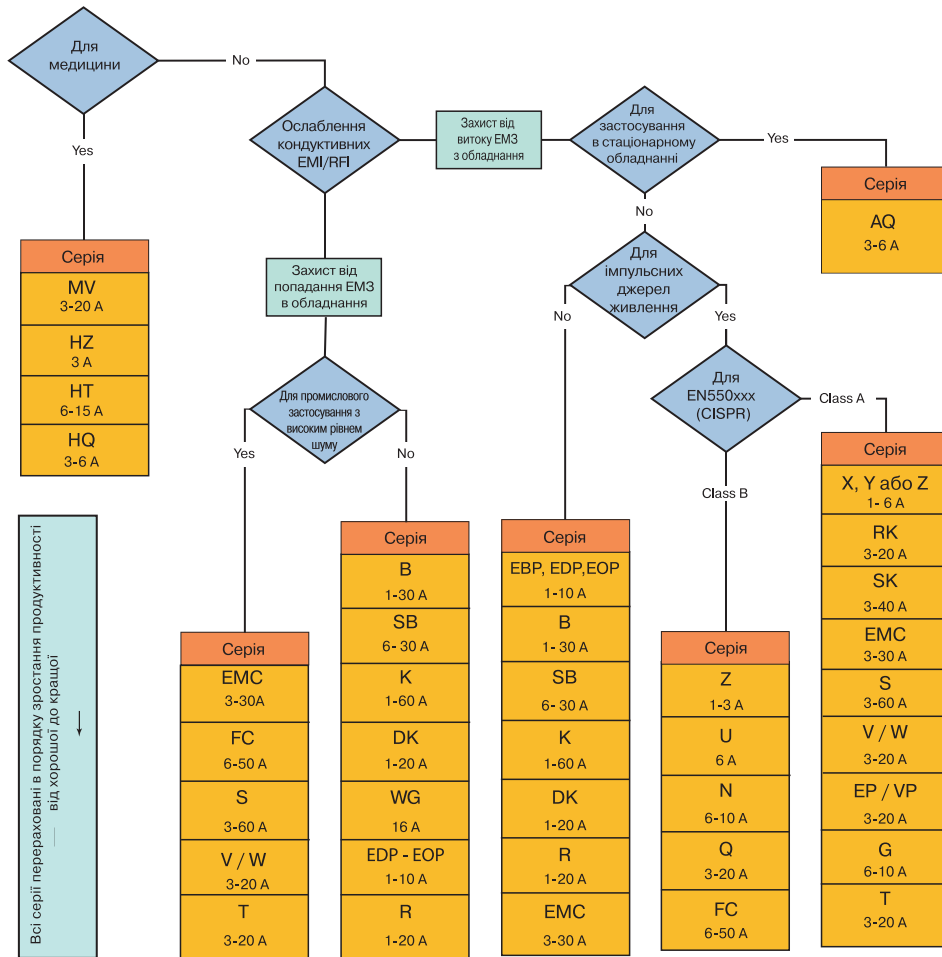 Для
медицини
No
Yes
Ослаблення
кондуктивних
EMI/RFI
Захист від
витоку ЕМЗ
з обладнання
Для
застосування
в стаціонарному
обладнанні
Yes
No
Серія
AQ
3-6 A
Серія
MV
3-20 A
HZ
3 A
HT
6-15 A
HQ
3-6 A
Захист від
попадання ЕМЗ
в обладнання
Для
імпульсних
джерел
живлення
No
Yes
Для промислового
застосування з
високим рівнем
шуму
Yes
No
Для
EN550xxx
(CISPR)
Class A
Class B
Всі серії перераховані в порядку зростання продуктивності
від хорошої до кращої
Серія
EMC
3-30A
FC
6-50 A
S
3-60 A
V / W
3-20 A
T
3-20 A
Серія
B
1-30 A
SB
6- 30 A
K
1-60 A
DK
1-20 A
WG
16 A
EDP - EOP
1-10 A
R
1-20 A
Серія
EBP, EDP,EOP
1-10 A
B
1- 30 A
SB
6- 30 A
K
1-60 A
DK
1-20 A
R
1-20 A
EMC
3-30 A
Серія
Z
1-3 A
U
6 A
N
6-10 A
Q
3-20 A
FC
6-50 A
Серія
X, Y або Z
1- 6 A
RK
3-20 A
SK
3-40 A
EMC
3-30 A
S
3-60 A
V / W
3-20 A
EP / VP
3-20 A
G
6-10 A
T
3-20 A